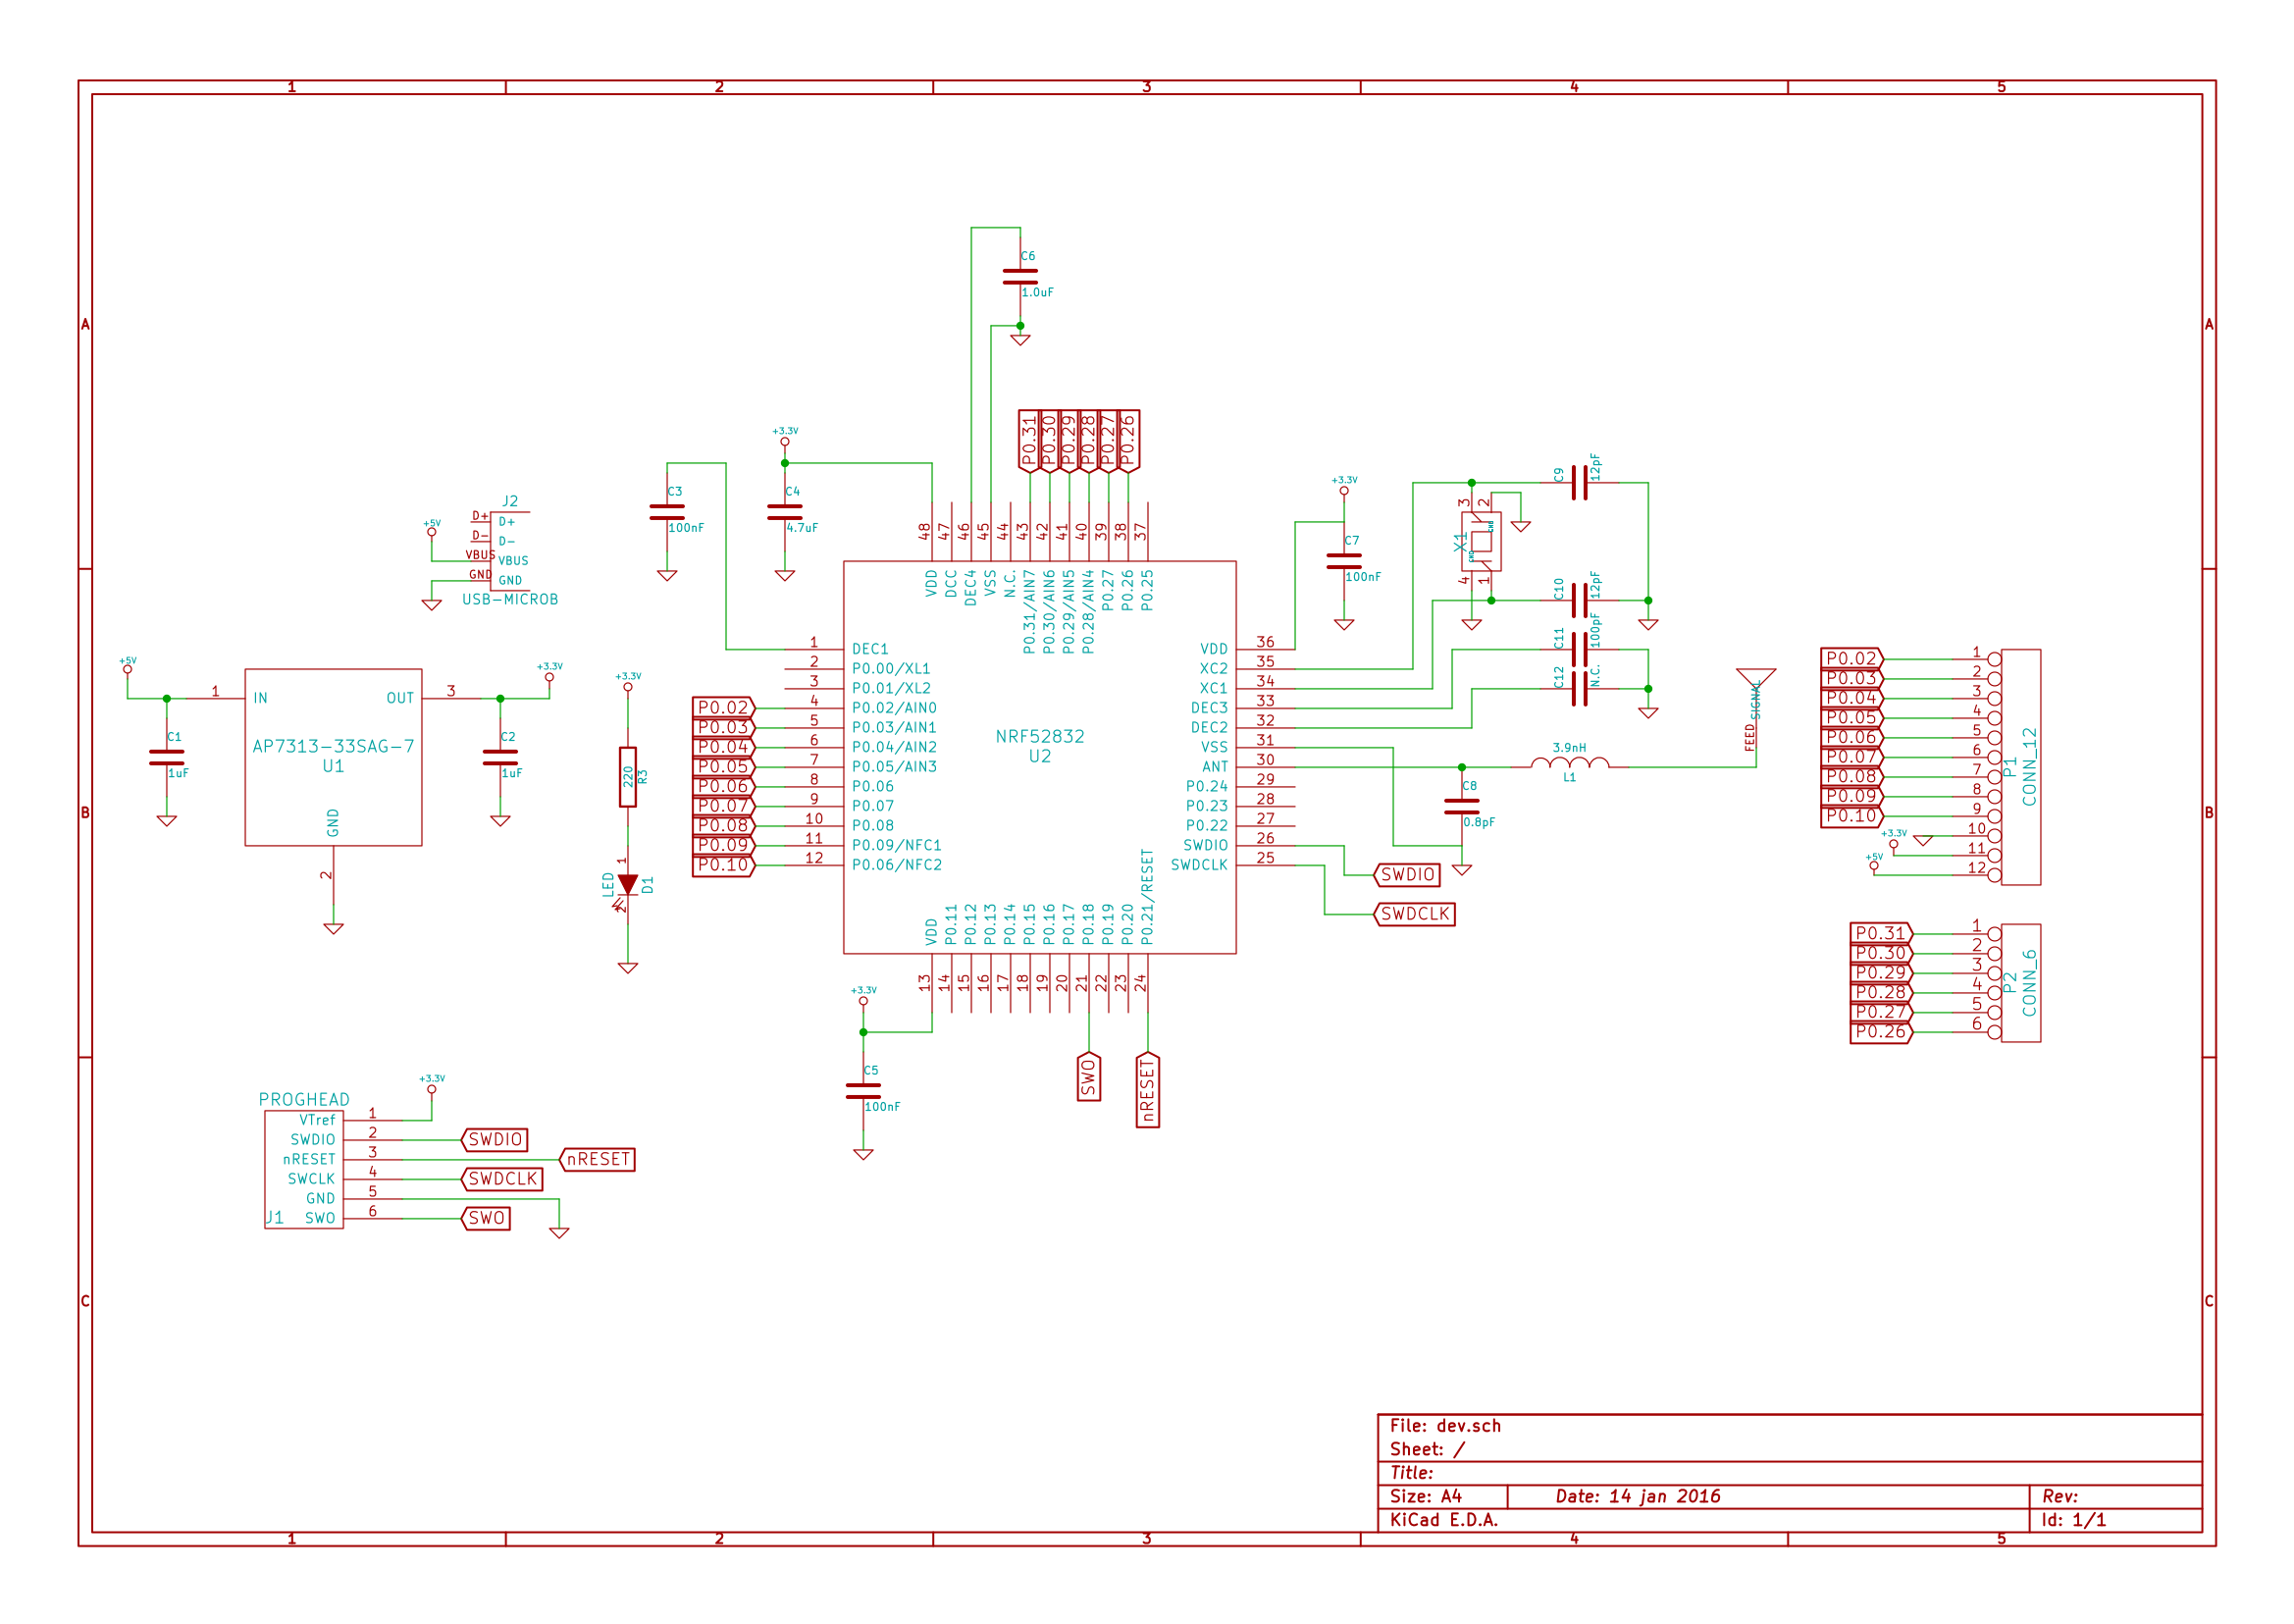 1 2 3 4 5
A A
B B
C C
1 2 3 4 5
C6
1.0uF
P0.31
P0.30
P0.29
P0.28
P0.27
P0.26
+3.3V
C3
100nF
C4
4.7uF
J2
+5V
D+ D+
D- D-
VBUS VBUS
GND GND
USB-MICROB
+5V
+3.3V
1 IN
OUT 3
AP7313-33SAG-7
U1
GND
2
C1
1uF
C2
1uF
+3.3V
220
R3
1
LED
D1
2
P0.02
P0.03
P0.04
P0.05
P0.06
P0.07
P0.08
P0.09
P0.10
48 VDD
47 DCC
46 DEC4
45 VSS
44 N.C.
43 P0.31/AIN7
42 P0.30/AIN6
41 P0.29/AIN5
40 P0.28/AIN4
39 P0.27
38 P0.26
37 P0.25
1 DEC1
2 P0.00/XL1
3 P0.01/XL2
4 P0.02/AIN0
5 P0.03/AIN1
6 P0.04/AIN2
7 P0.05/AIN3
8 P0.06
9 P0.07
10 P0.08
11 P0.09/NFC1
12 P0.06/NFC2
NRF52832
U2
VDD 36
XC2 35
XC1 34
DEC3 33
DEC2 32
VSS 31
ANT 30
P0.24 29
P0.23 28
P0.22 27
SWDIO 26
SWDCLK 25
13 VDD
14 P0.11
15 P0.12
16 P0.13
17 P0.14
18 P0.15
19 P0.16
20 P0.17
21 P0.18
22 P0.19
23 P0.20
24 P0.21/RESET
+3.3V
C5
100nF
SWO
nRESET
+3.3V
C7
100nF
X1
3 2
GND
GND
4 1
C9
12pF
C10
12pF
C11
100pF
C12
N.C.
3.9nH
L1
C8
0.8pF
SIGNAL
FEED
SWDIO
SWDCLK
P0.02 1
P0.03 2
P0.04 3
P0.05 4
P0.06 5
P0.07 6
P0.08 7
P0.09 8
P0.10 9
10
+3.3V 11
+5V 12
P1
CONN_12
P0.31 1
P0.30 2
P0.29 3
P0.28 4
P0.27 5
P0.26 6
P2
CONN_6
+3.3V
PROGHEAD
VTref 1
SWDIO 2 SWDIO
nRESET 3 nRESET
SWCLK 4 SWDCLK
GND 5
J1 SWO 6 SWO
File: dev.sch
Sheet: /
Title:
Size: A4 Date: 14 jan 2016 Rev:
KiCad E.D.A. Id: 1/1